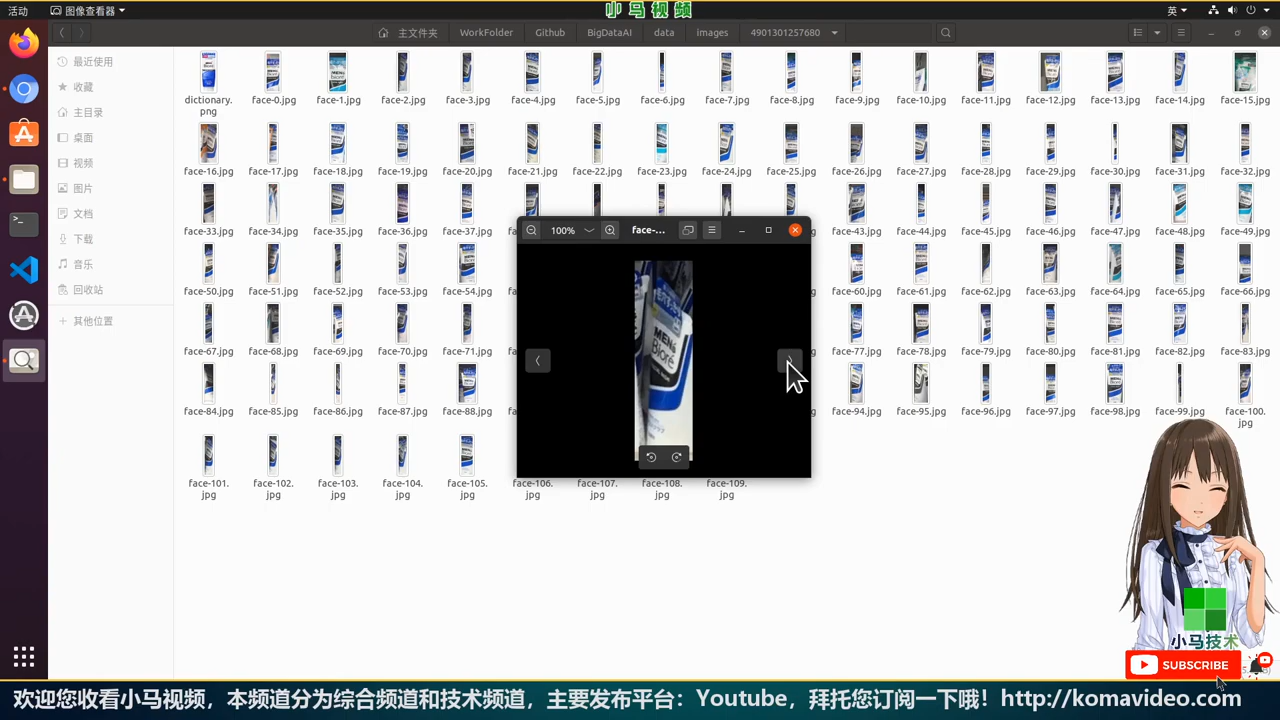 小马视频
活动
图像查看器
英
主文件夹
WorkFolder
Github
BigDataAI
data
images
4901301257680
最近使用
收藏
主目录
桌面
视频
图片
文档
下载
音乐
回收站
其他位置
dictionary.
png
face-0.jpg
face-1.jpg
face-2.jpg
face-3.jpg
face-4.jpg
face-5.jpg
face-6.jpg
face-7.jpg
face-8.jpg
face-9.jpg
face-10.jpg
face-11.jpg
face-12.jpg
face-13.jpg
face-14.jpg
face-15.jpg
face-16.jpg
face-17.jpg
face-18.jpg
face-19.jpg
face-20.jpg
face-21.jpg
face-22.jpg
face-23.jpg
face-24.jpg
face-25.jpg
face-26.jpg
face-27.jpg
face-28.jpg
face-29.jpg
face-30.jpg
face-31.jpg
face-32.jpg
face-33.jpg
face-34.jpg
face-35.jpg
face-36.jpg
face-37.jpg
face-43.jpg
face-44.jpg
face-45.jpg
face-46.jpg
face-47.jpg
face-48.jpg
face-49.jpg
face-50.jpg
face-51.jpg
face-52.jpg
face-53.jpg
face-54.jpg
face-60.jpg
face-61.jpg
face-62.jpg
face-63.jpg
face-64.jpg
face-65.jpg
face-66.jpg
face-67.jpg
face-68.jpg
face-69.jpg
face-70.jpg
face-71.jpg
face-77.jpg
face-78.jpg
face-79.jpg
face-80.jpg
face-81.jpg
face-82.jpg
face-83.jpg
face-84.jpg
face-85.jpg
face-86.jpg
face-87.jpg
face-88.jpg
face-94.jpg
face-95.jpg
face-96.jpg
face-97.jpg
face-98.jpg
face-99.jpg
face-100.
jpg
face-101.
jpg
face-102.
jpg
face-103.
jpg
face-104.
jpg
face-105.
jpg
face-106.
jpg
face-107.
jpg
face-108.
jpg
face-109.
jpg
100%
face-...
MEN's
Bioré
小马技术
SUBSCRIBE
欢迎您收看小马视频，本频道分为综合频道和技术频道，主要发布平台：Youtube，拜托您订阅一下哦！http://komavideo.com